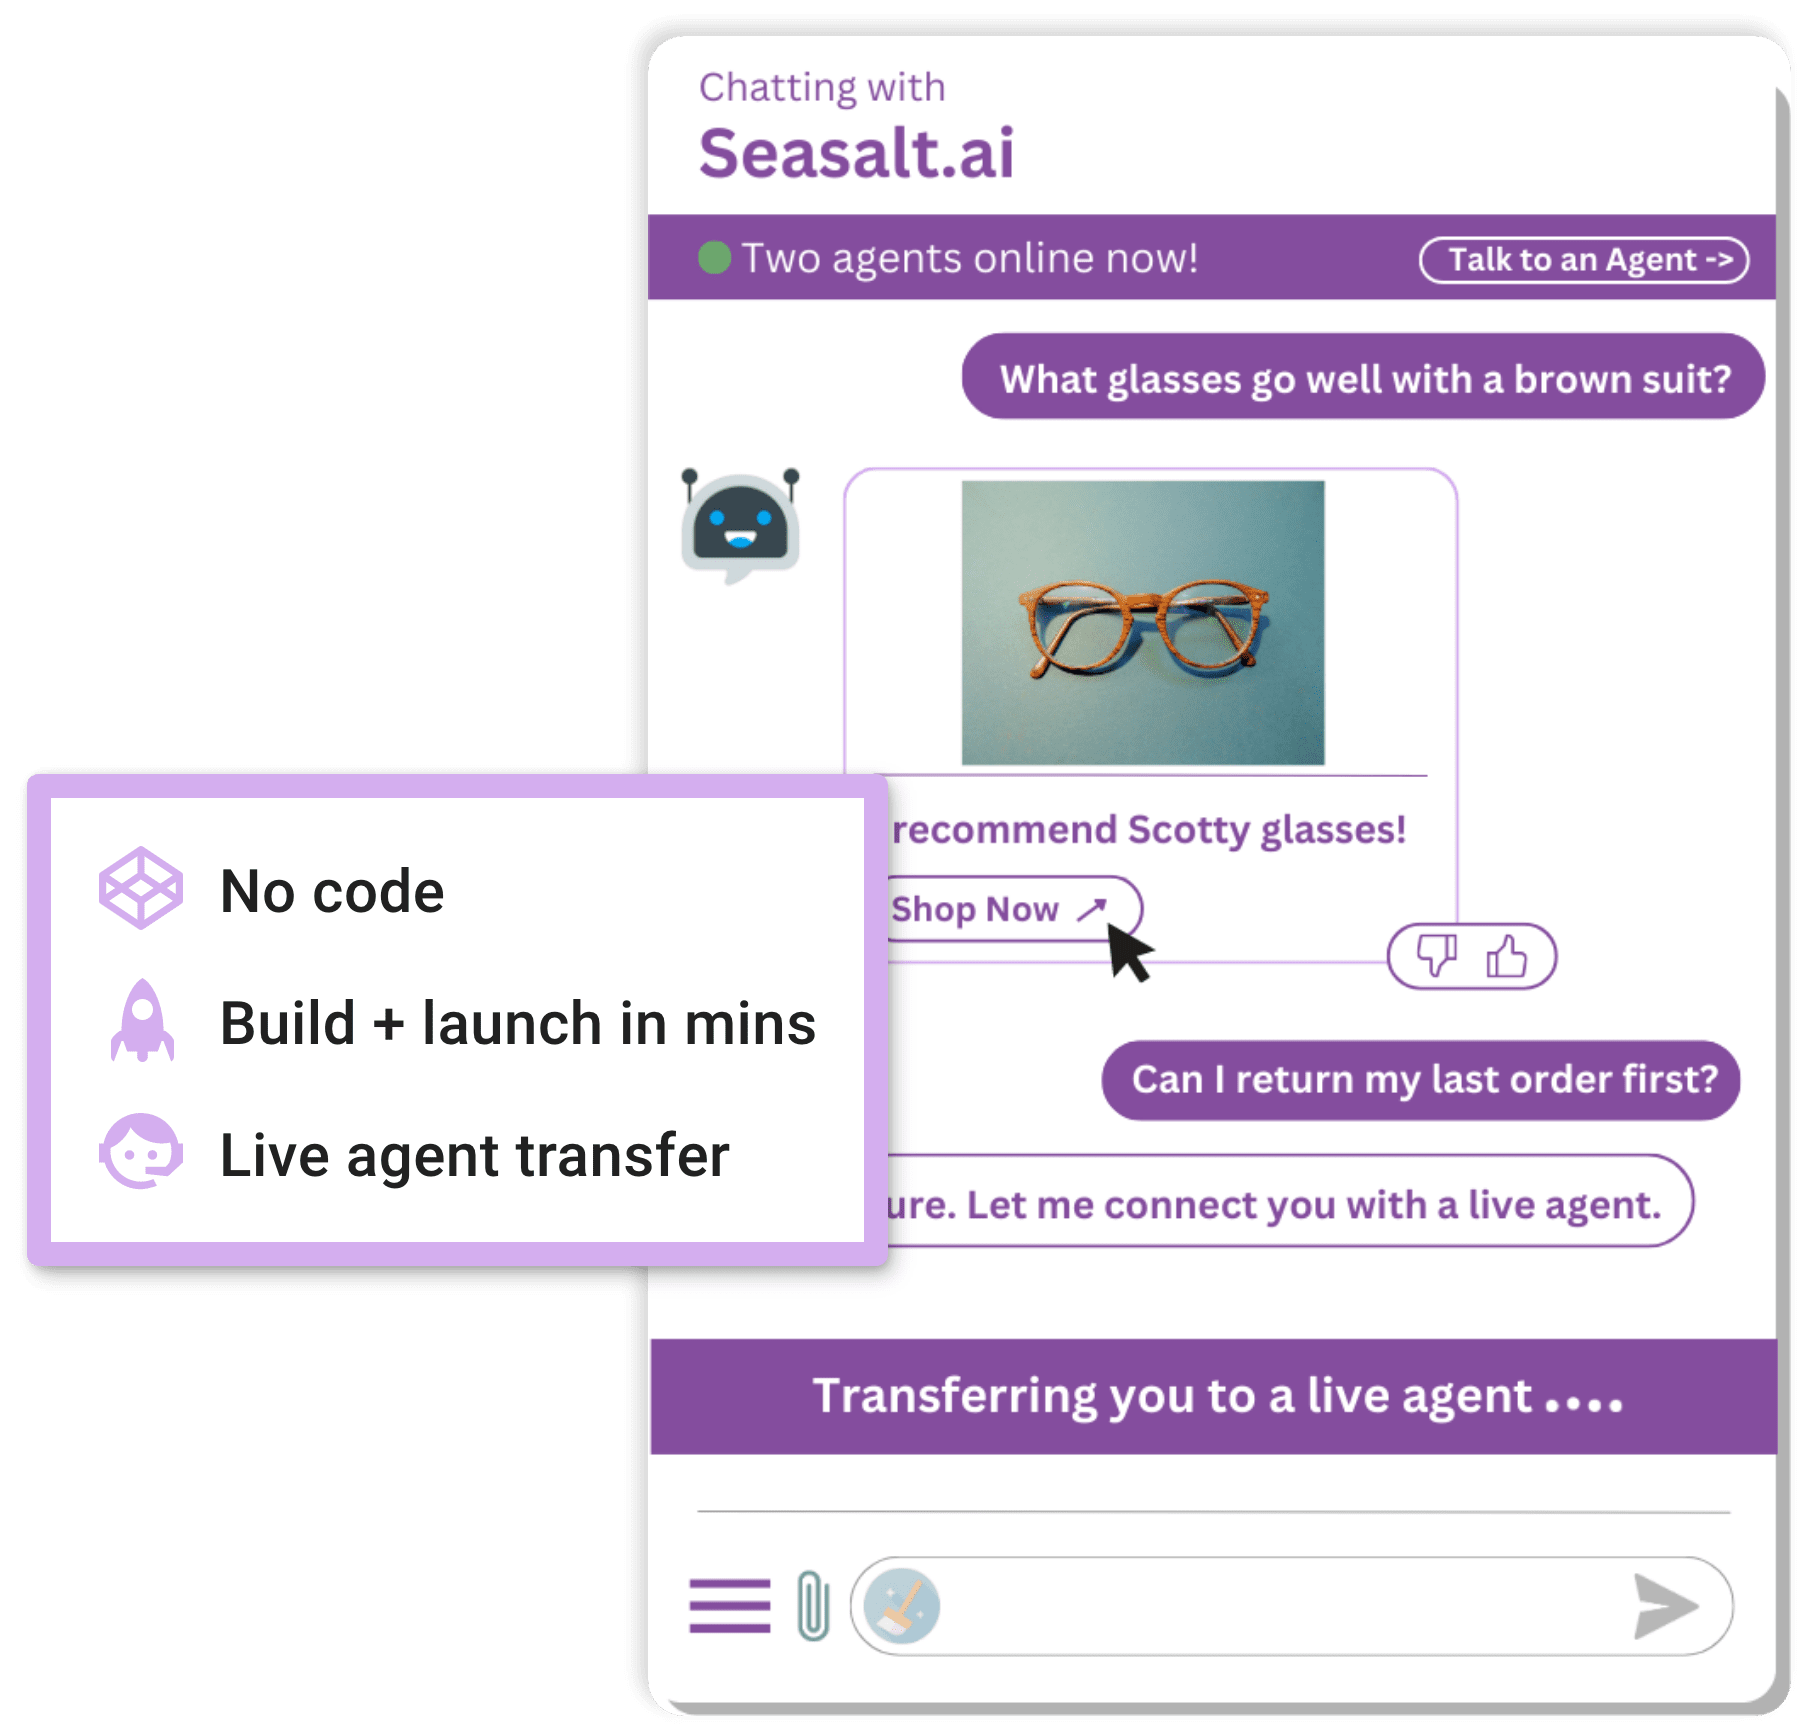 Chatting with
Seasalt.ai
Two agents online now!
Talk to an Agent ->
What glasses go well with a brown suit?
recommend Scotty glasses!
Shop Now ↗
No code
Build + launch in mins
Live agent transfer
Can I return my last order first?
ure. Let me connect you with a live agent.
Transferring you to a live agent ....